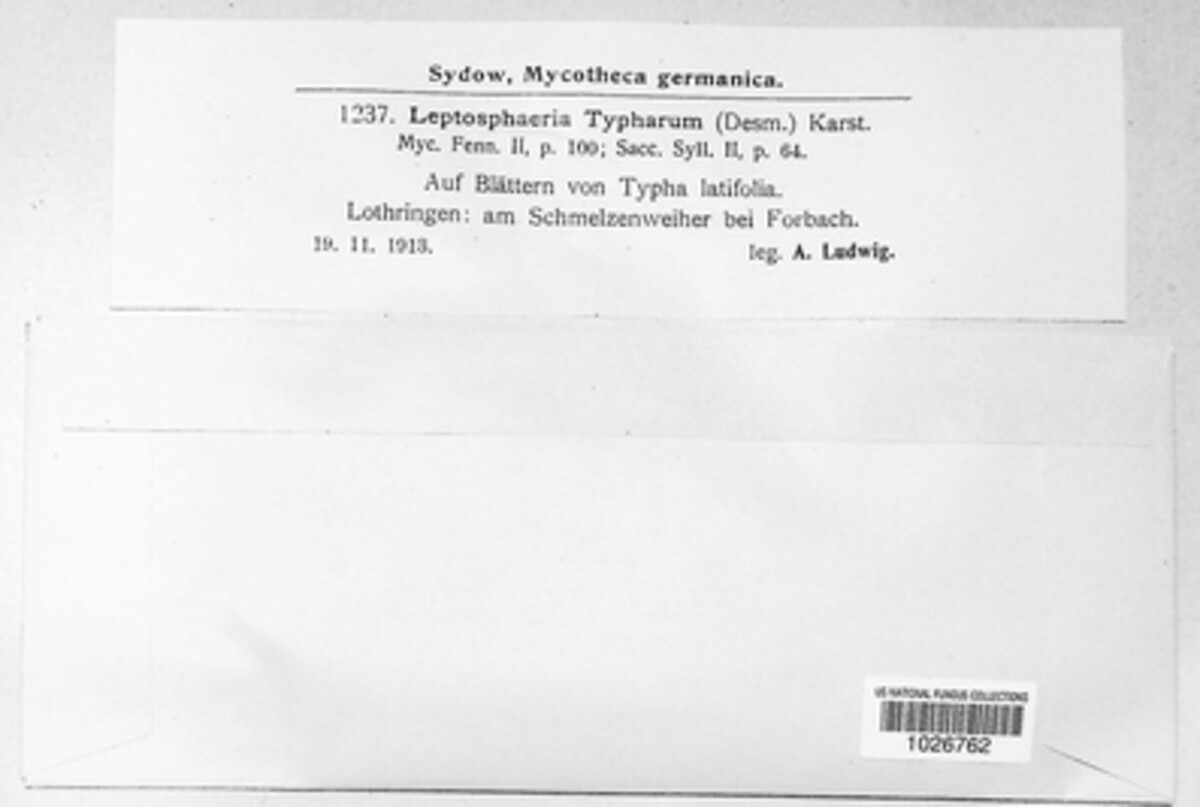 Sydow, Mycotheca germanica.
1237. Leptosphaeria Typharum (Desm.) Karst.
Myc. Fenn. II, p. 100; Sacc. Syll. II, p. 64.
Auf Blättern von Typha latifolia.
Lothringen: am Schmelzenweiher bei Forbach.
19. 11. 1913. leg. A. Ludwig.
US NATIONAL FUNGUS COLLECTIONS
1026762